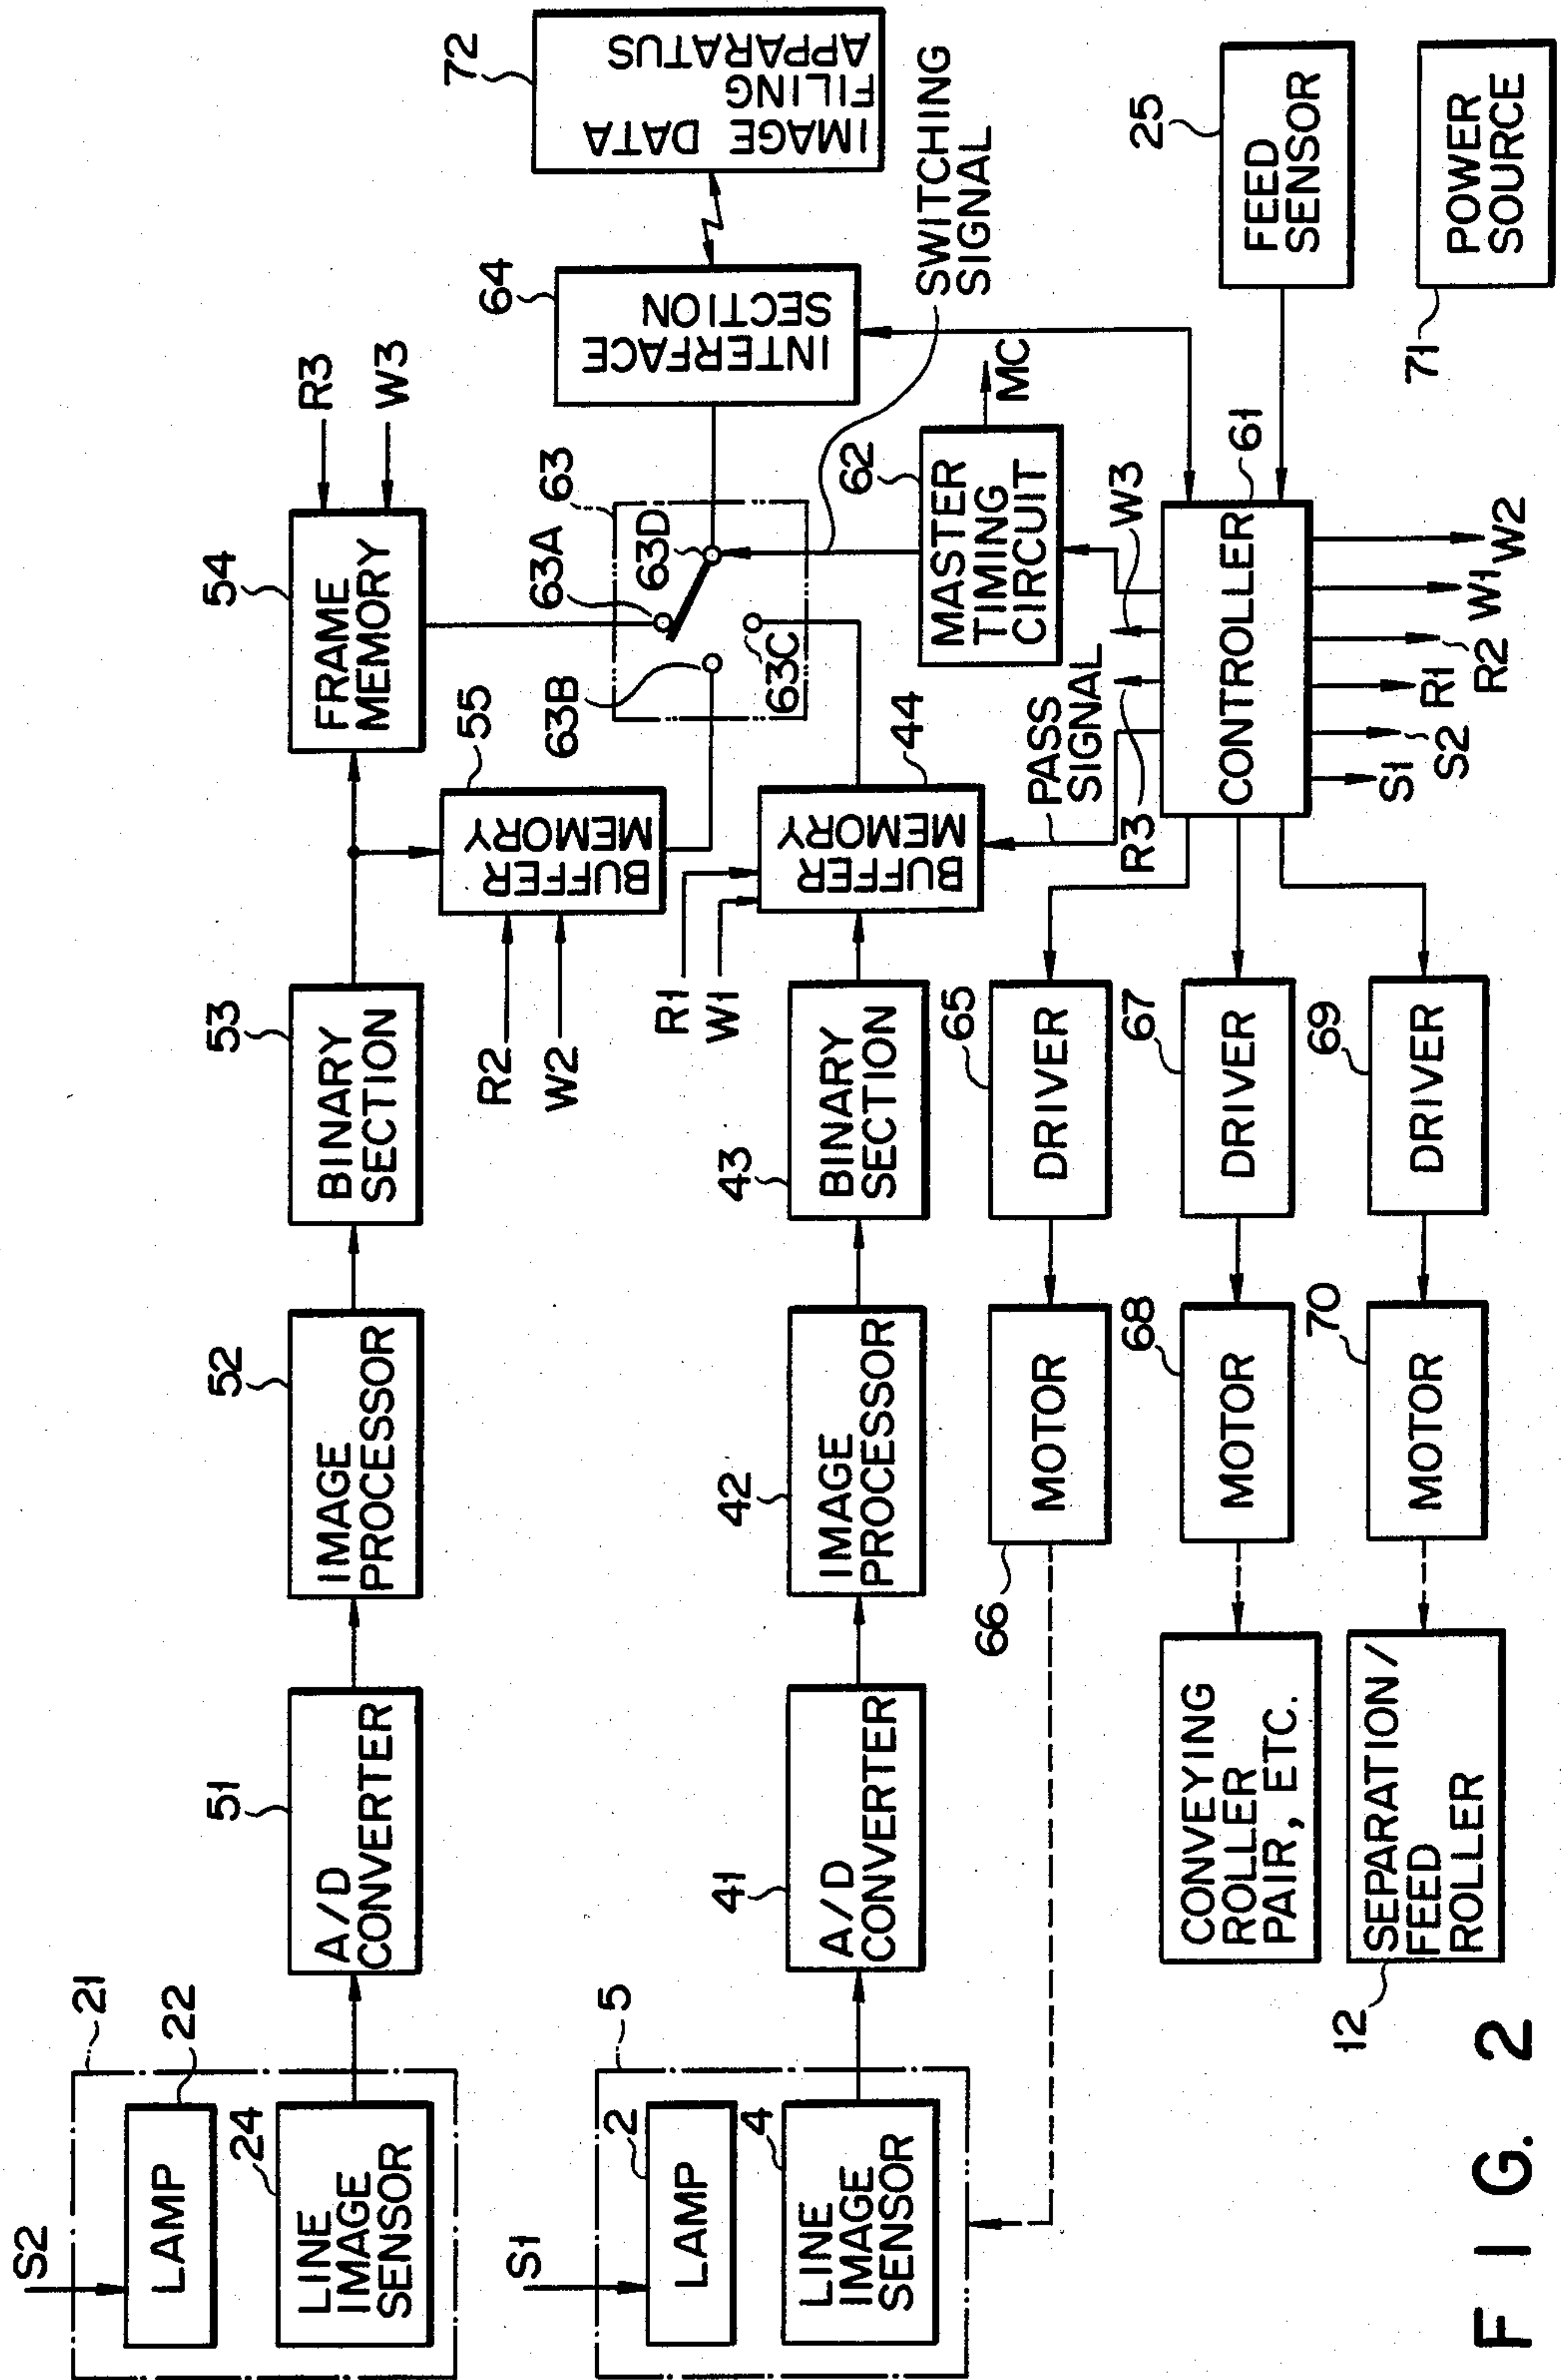 S2
21
LAMP
22
24
LINE
IMAGE
SENSOR
51
A/D
CONVERTER
52
IMAGE
PROCESSOR
53
BINARY
SECTION
54
FRAME
MEMORY
R3
W3
55
BUFFER
MEMORY
R2
W2
S1
5
2
LAMP
4
LINE
IMAGE
SENSOR
41
A/D
CONVERTER
42
IMAGE
PROCESSOR
43
BINARY
SECTION
R1
W1
44
BUFFER
MEMORY
63
63A
63B
63C
63D
64
INTERFACE
SECTION
72
IMAGE DATA
FILING
APPARATUS
SWITCHING
SIGNAL
62
MASTER
TIMING
CIRCUIT
MC
PASS
SIGNAL
R3
W3
61
CONTROLLER
S1
S2
R1
R2
W1
W2
25
FEED
SENSOR
71
POWER
SOURCE
65
DRIVER
66
MOTOR
67
DRIVER
68
MOTOR
CONVEYING
ROLLER
PAIR, ETC.
69
DRIVER
70
MOTOR
12
SEPARATION/
FEED
ROLLER
FIG. 2